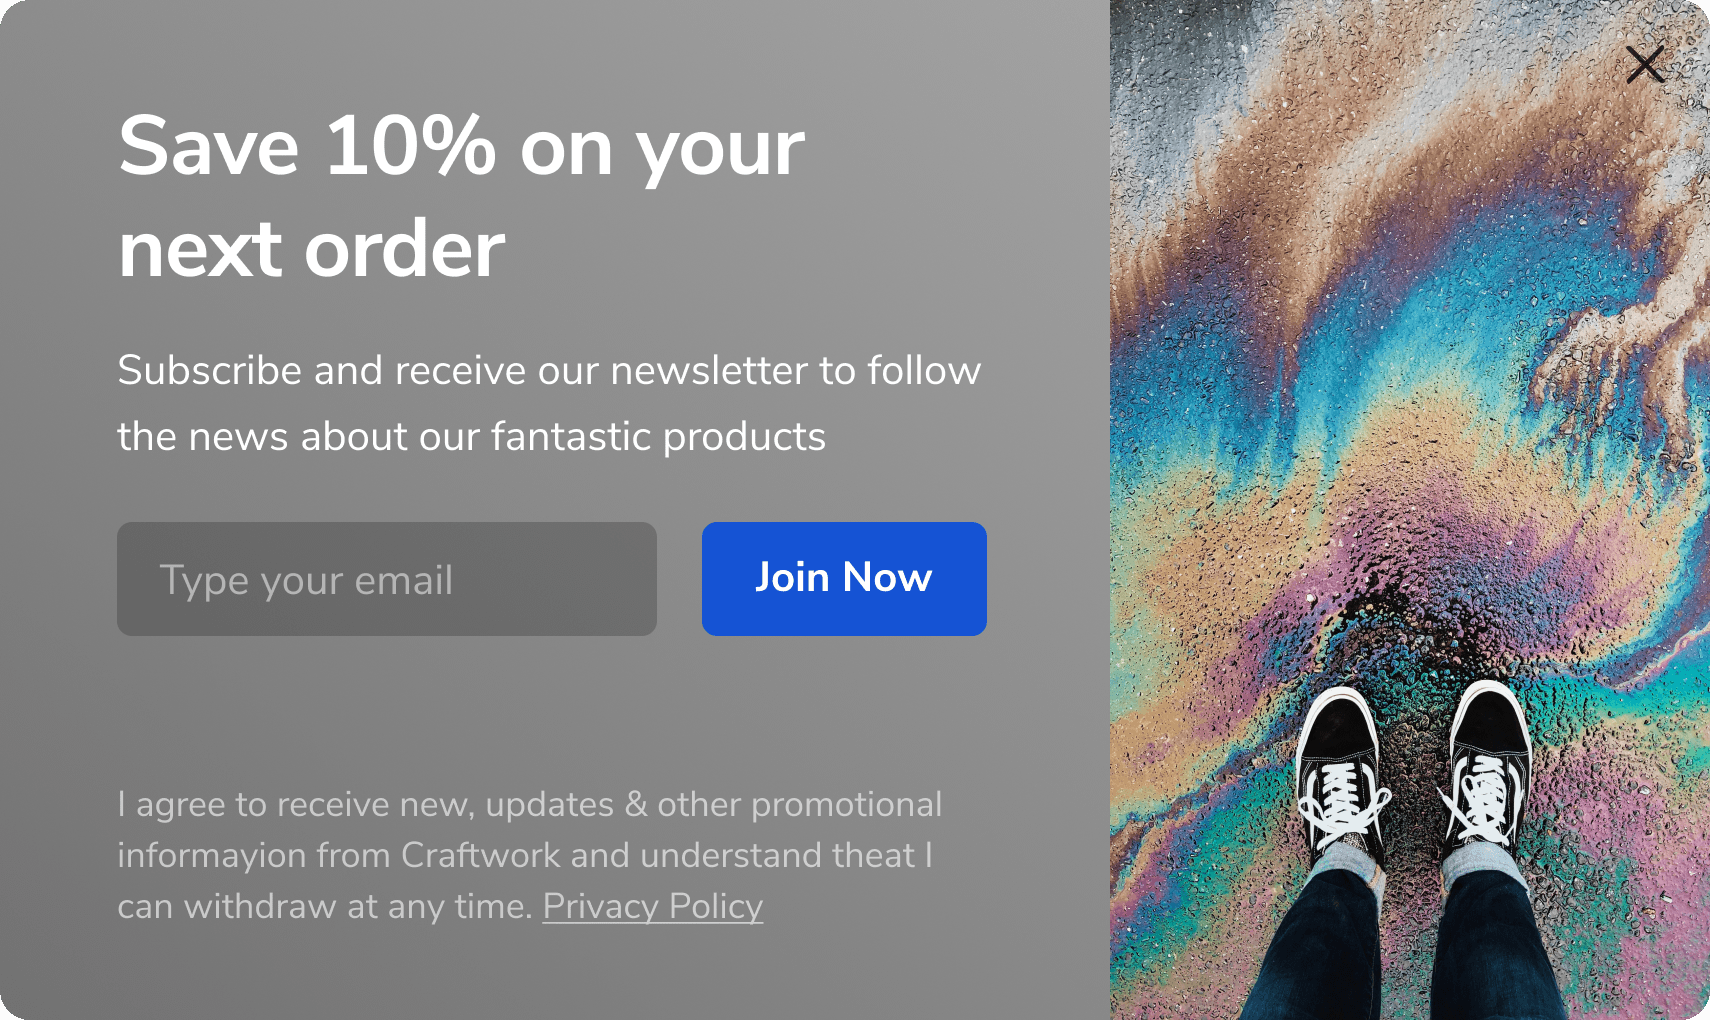 Save 10% on your
next order
Subscribe and receive our newsletter to follow
the news about our fantastic products
Type your email
Join Now
I agree to receive new, updates & other promotional
informayion from Craftwork and understand theat I
can withdraw at any time. Privacy Policy